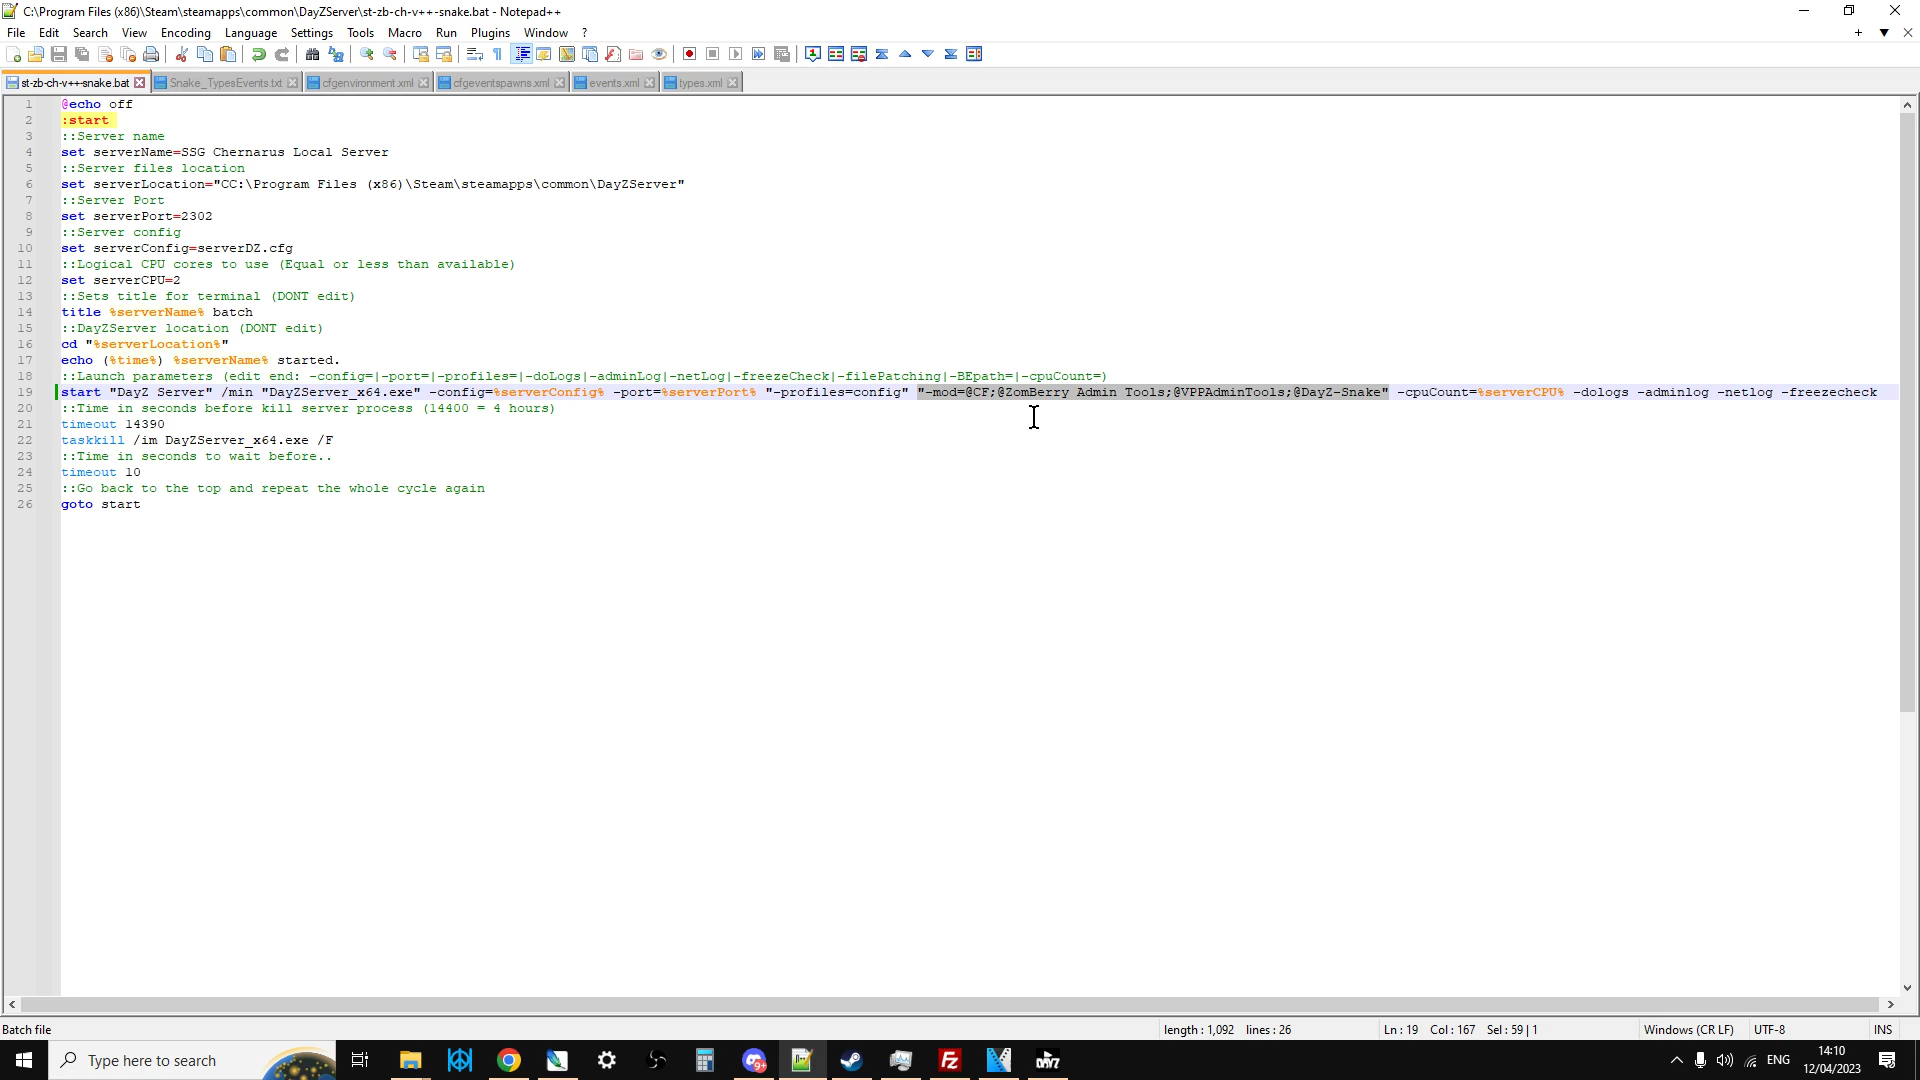 C:\Program Files (x86)\Steam\steamapps\common\DayZServer\st-zb-ch-v++-snake.bat - Notepad++
File Edit Search View Encoding Language Settings Tools Macro Run Plugins Window ?
st-zb-ch-v++-snake.bat Snake_TypesEvents.txt cfgenvironment.xml cfgeventspawns.xml events.xml types.xml
1 @echo off
2 :start
3 ::Server name
4 set serverName=SSG Chernarus Local Server
5 ::Server files location
6 set serverLocation="CC:\Program Files (x86)\Steam\steamapps\common\DayZServer"
7 ::Server Port
8 set serverPort=2302
9 ::Server config
10 set serverConfig=serverDZ.cfg
11 ::Logical CPU cores to use (Equal or less than available)
12 set serverCPU=2
13 ::Sets title for terminal (DONT edit)
14 title %serverName% batch
15 ::DayZServer location (DONT edit)
16 cd "%serverLocation%"
17 echo (%time%) %serverName% started.
18 ::Launch parameters (edit end: -config=|-port=|-profiles=|-doLogs|-adminLog|-netLog|-freezeCheck|-filePatching|-BEpath=|-cpuCount=)
19 start "DayZ Server" /min "DayZServer_x64.exe" -config=%serverConfig% -port=%serverPort% "-profiles=config" "-mod=@CF;@ZomBerry Admin Tools;@VPPAdminTools;@DayZ-Snake" -cpuCount=%serverCPU% -dologs -adminlog -netlog -freezecheck
20 ::Time in seconds before kill server process (14400 = 4 hours)
21 timeout 14390
22 taskkill /im DayZServer_x64.exe /F
23 ::Time in seconds to wait before..
24 timeout 10
25 ::Go back to the top and repeat the whole cycle again
26 goto start
Batch file length : 1,092 lines : 26 Ln : 19 Col : 167 Sel : 59 | 1 Windows (CR LF) UTF-8 INS
Type here to search
9+
DAYZ
ENG
14:10
12/04/2023